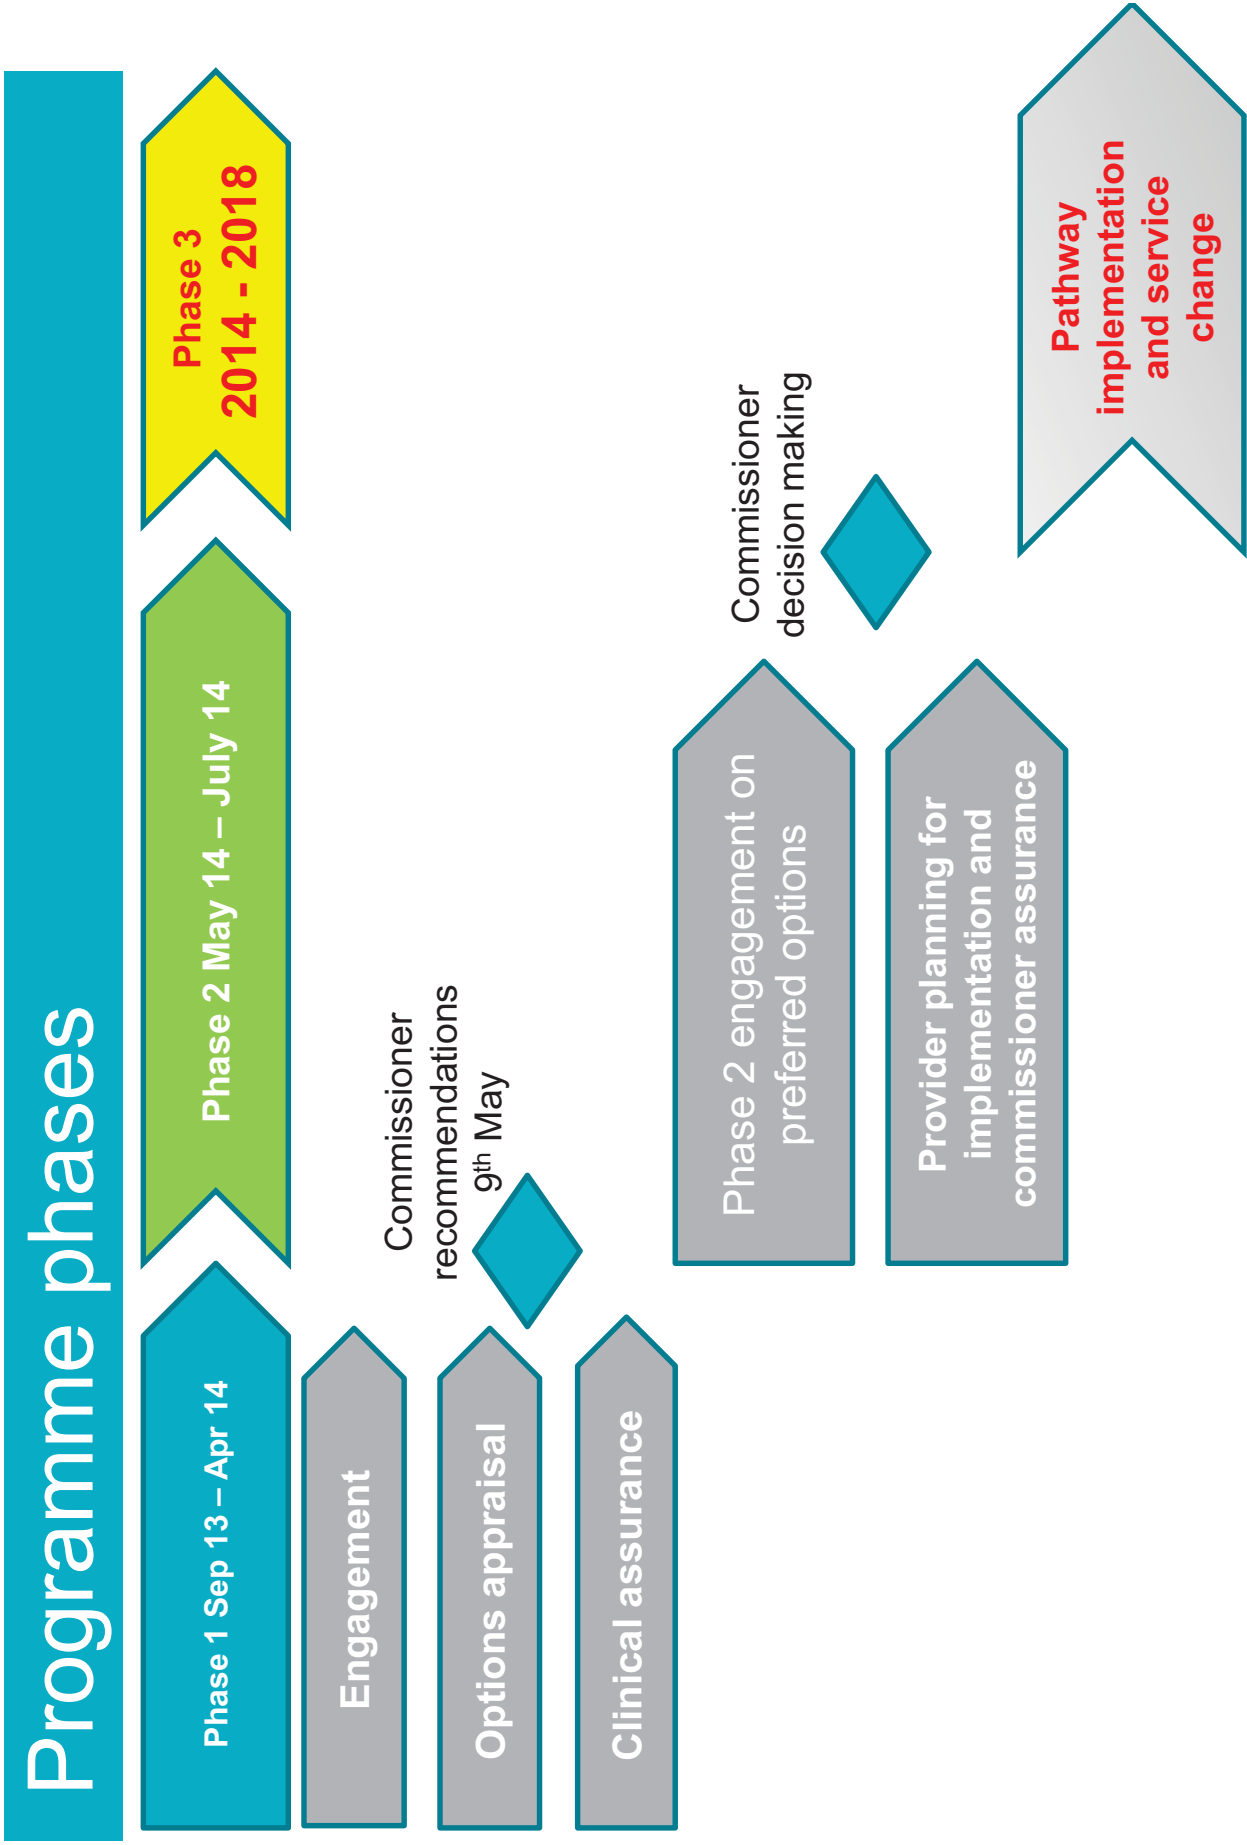 Programme phases
Phase 1 Sep 13 – Apr 14
Phase 2 May 14 – July 14
Phase 3
2014 - 2018
Engagement
Options appraisal
Clinical assurance
Commissioner
recommendations
9th May
Phase 2 engagement on
preferred options
Provider planning for
implementation and
commissioner assurance
Commissioner
decision making
Pathway
implementation
and service
change